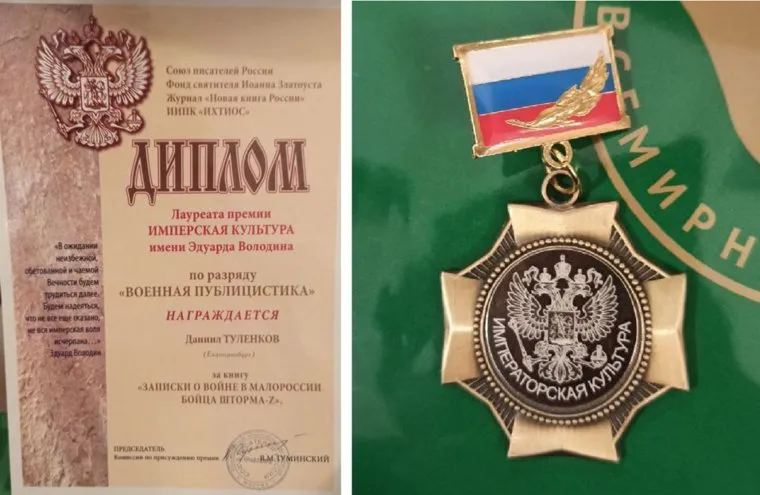 Союз писателей России
Фонд святителя Иоанна Златоуста
Журнал «Новая книга России»
ИИПК «ИХТИОС»
ДИПЛОМ
Лауреата премии
ИМПЕРСКАЯ КУЛЬТУРА
имени Эдуарда Володина
по разряду
«ВОЕННАЯ ПУБЛИЦИСТИКА»
НАГРАЖДАЕТСЯ
Даниил ТУЛЕНКОВ
(Екатеринбург)
за книгу
«ЗАПИСКИ О ВОЙНЕ В МАЛОРОССИИ
БОЙЦА ШТОРМА-Z».
«В ожидании
неизбежной,
обетованной и чаемой
Вечности будем
трудиться далее.
Будем надеяться,
что не все еще сказано,
не вся имперская воля
исчерпана...»
Эдуард Володин
ПРЕДСЕДАТЕЛЬ
Комиссии по присуждению премии
В.М.ТУМИНСКИЙ
ВСЕМИРН
ИМПЕРАТОРСКАЯ КУЛЬТУРА